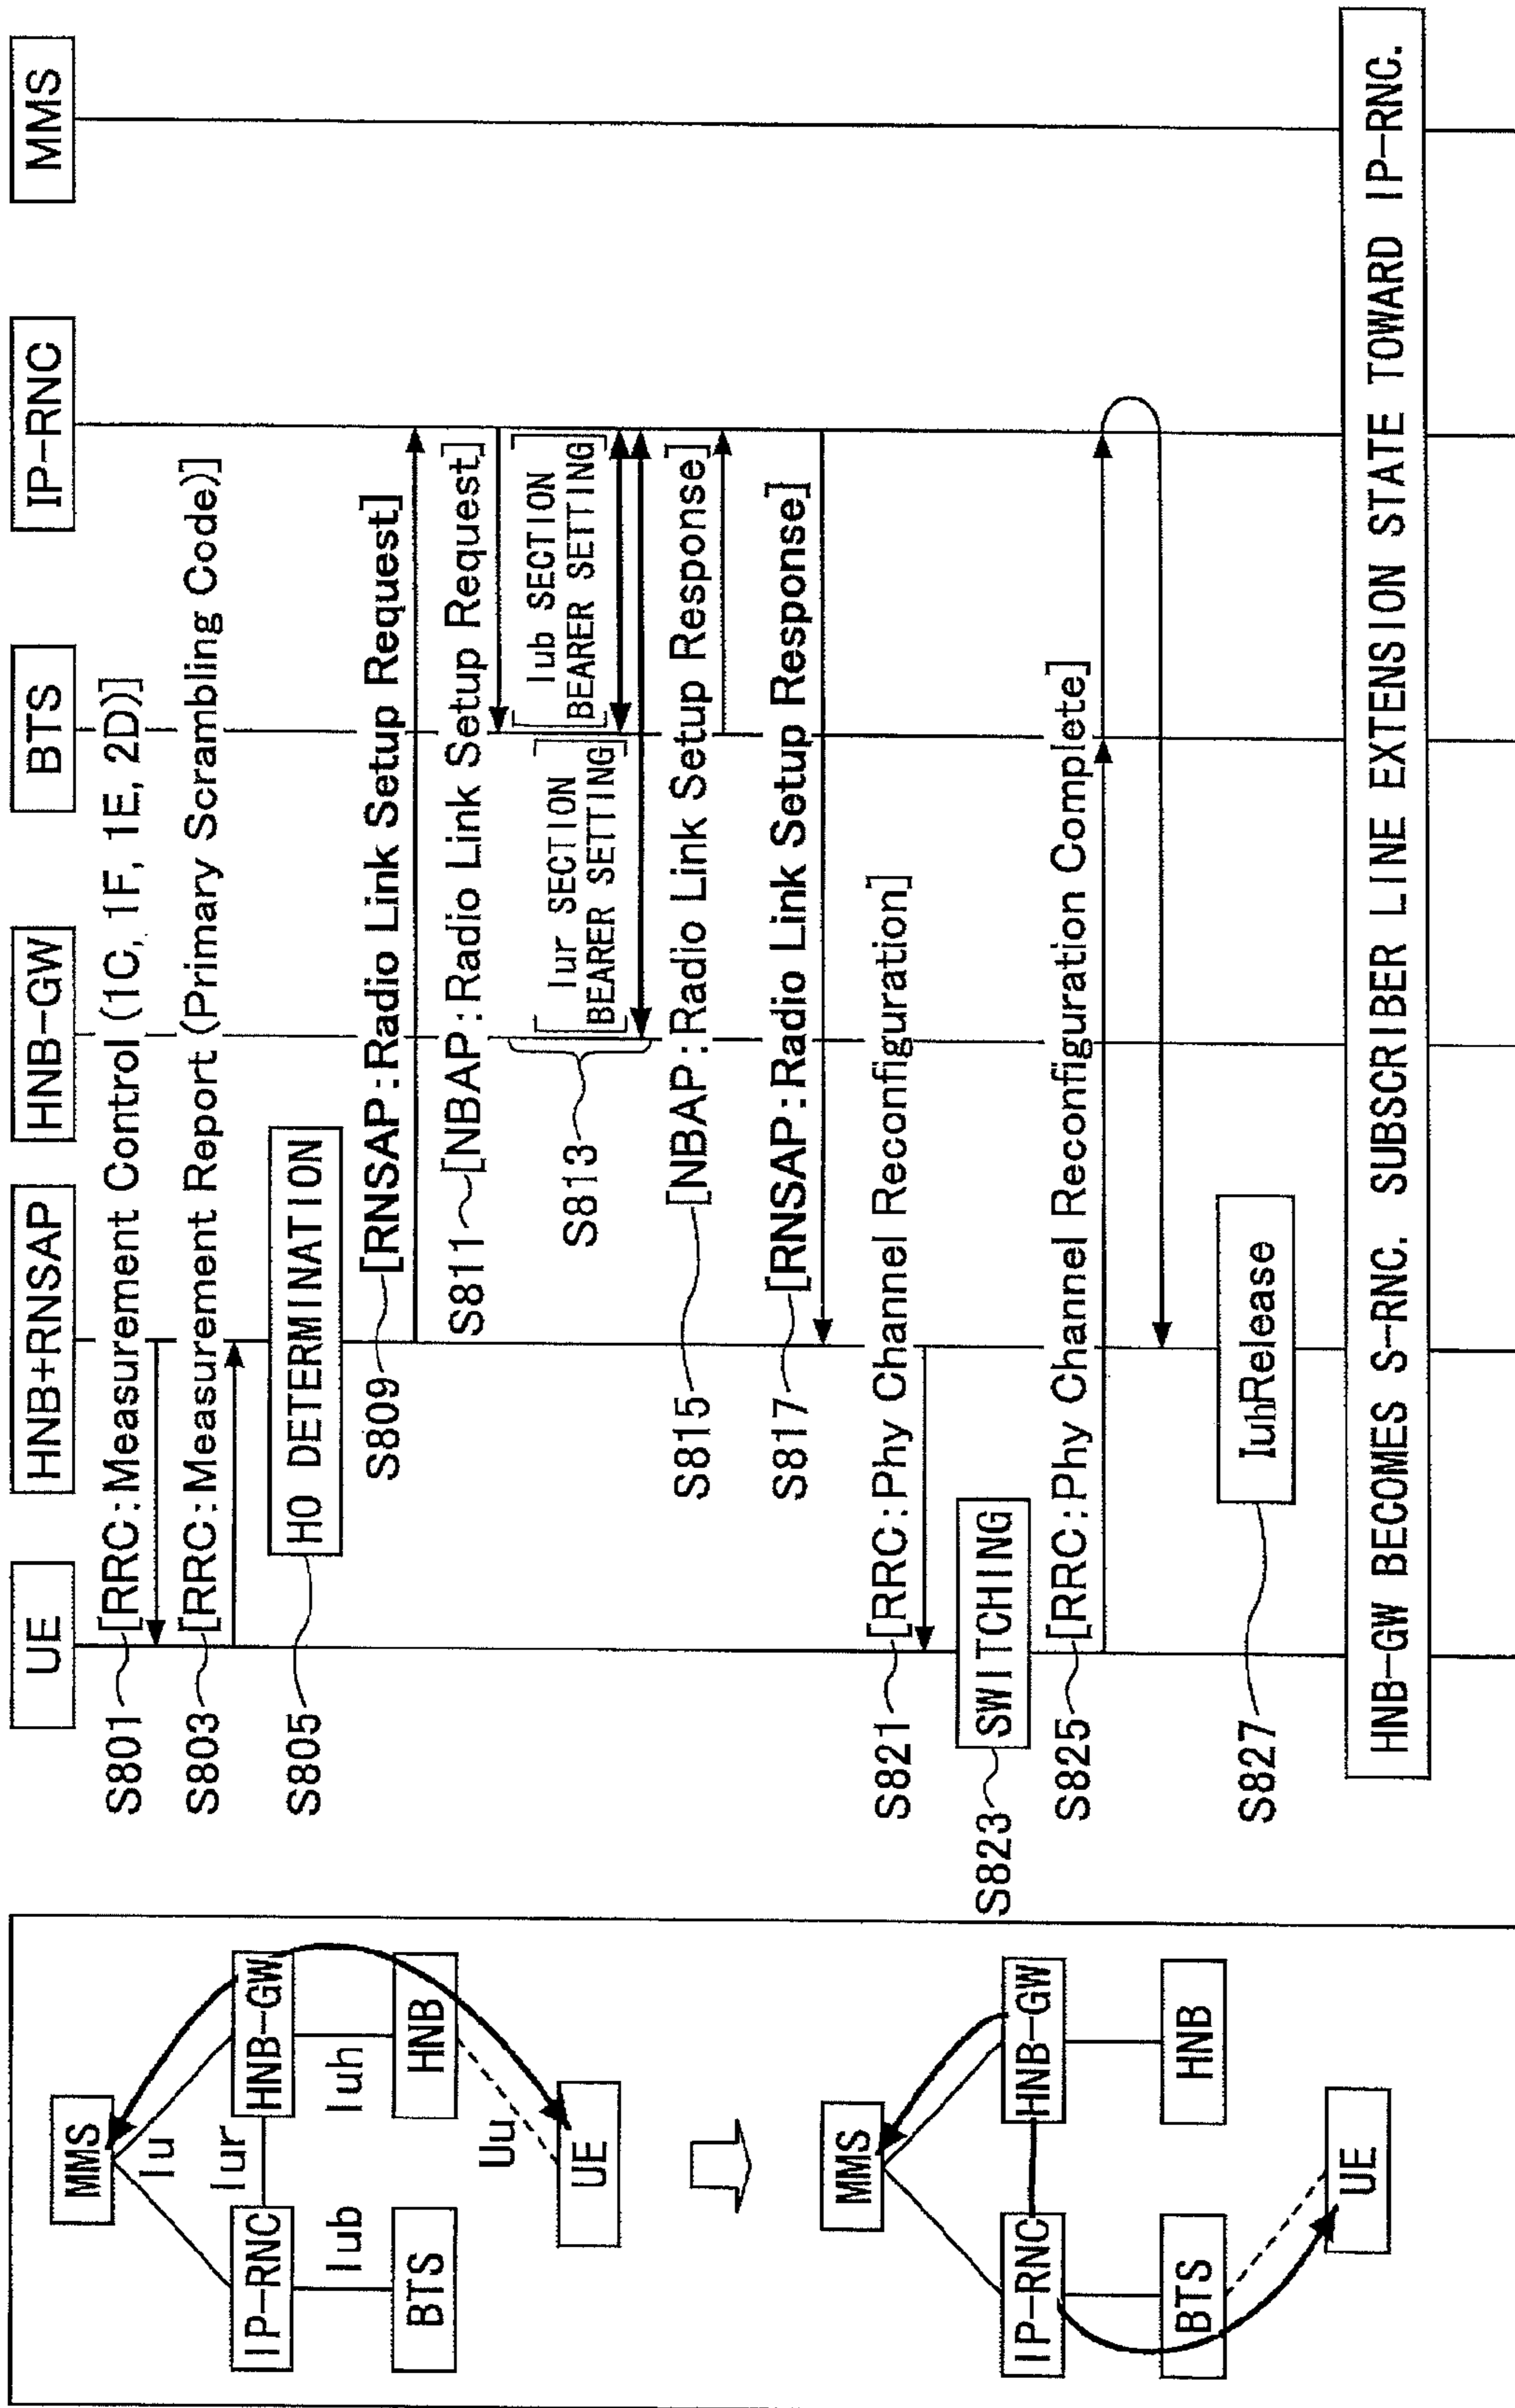 UE
HNB+RNSAP
HNB-GW
BTS
IP-RNC
MMS
S801
[RRC:Measurement Control (1C, 1F, 1E, 2D)]
S803
[RRC:Measurement Report (Primary Scrambling Code)]
S805
HO DETERMINATION
S809
[RNSAP:Radio Link Setup Request]
S811
[NBAP:Radio Link Setup Request]
S813
[Iur SECTION
BEARER SETTING]
[Iub SECTION
BEARER SETTING]
S815
[NBAP:Radio Link Setup Response]
S817
[RNSAP:Radio Link Setup Response]
S821
[RRC:Phy Channel Reconfiguration]
S823
SWITCHING
S825
[RRC:Phy Channel Reconfiguration Complete]
S827
IuhRelease
HNB-GW BECOMES S-RNC. SUBSCRIBER LINE EXTENSION STATE TOWARD IP-RNC.
MMS
Iu
IP-RNC
Iur
HNB-GW
Iub
Iuh
BTS
HNB
Uu
UE
MMS
IP-RNC
HNB-GW
BTS
HNB
UE